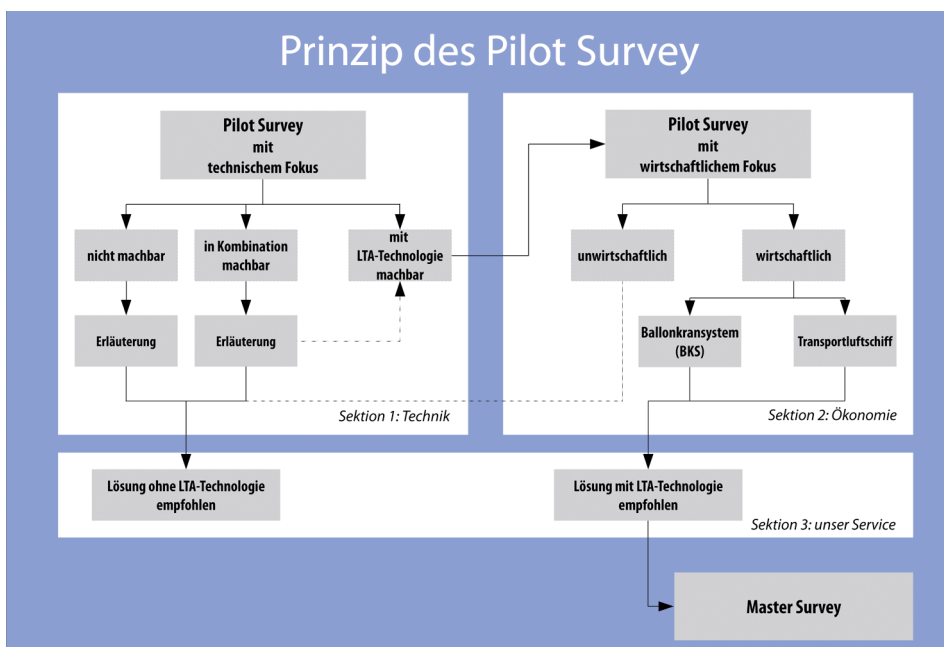 Prinzip des Pilot Survey
Pilot Survey
mit
technischem Fokus
nicht machbar
in Kombination
machbar
mit
LTA-Technologie
machbar
Erläuterung
Erläuterung
Sektion 1: Technik
Pilot Survey
mit
wirtschaftlichem Fokus
unwirtschaftlich
wirtschaftlich
Ballonkransystem
(BKS)
Transportluftschiff
Sektion 2: Ökonomie
Lösung ohne LTA-Technologie
empfohlen
Lösung mit LTA-Technologie
empfohlen
Sektion 3: unser Service
Master Survey